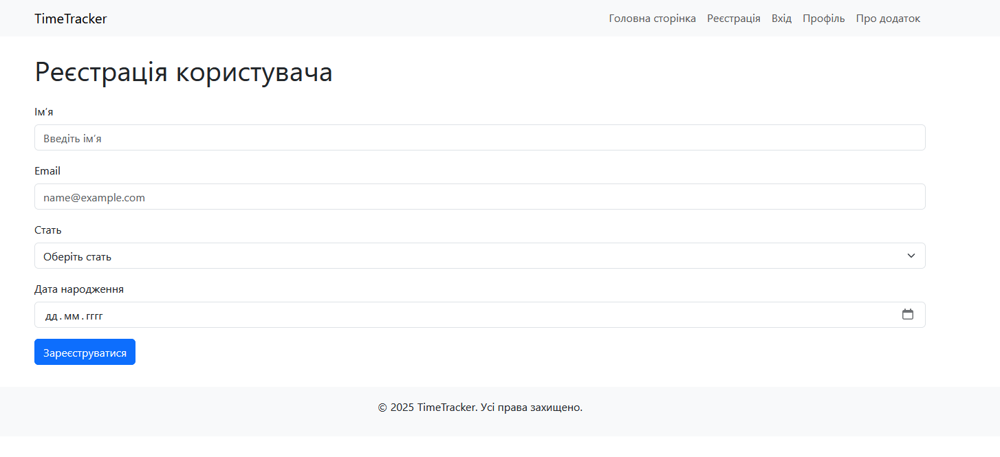 TimeTracker Головна сторінка Реєстрація Вхід Профіль Про додаток
Реєстрація користувача
Ім’я
Введіть ім’я
Email
name@example.com
Стать
Оберіть стать
Дата народження
дд.мм.гггг
Зареєструватися
© 2025 TimeTracker. Усі права захищено.